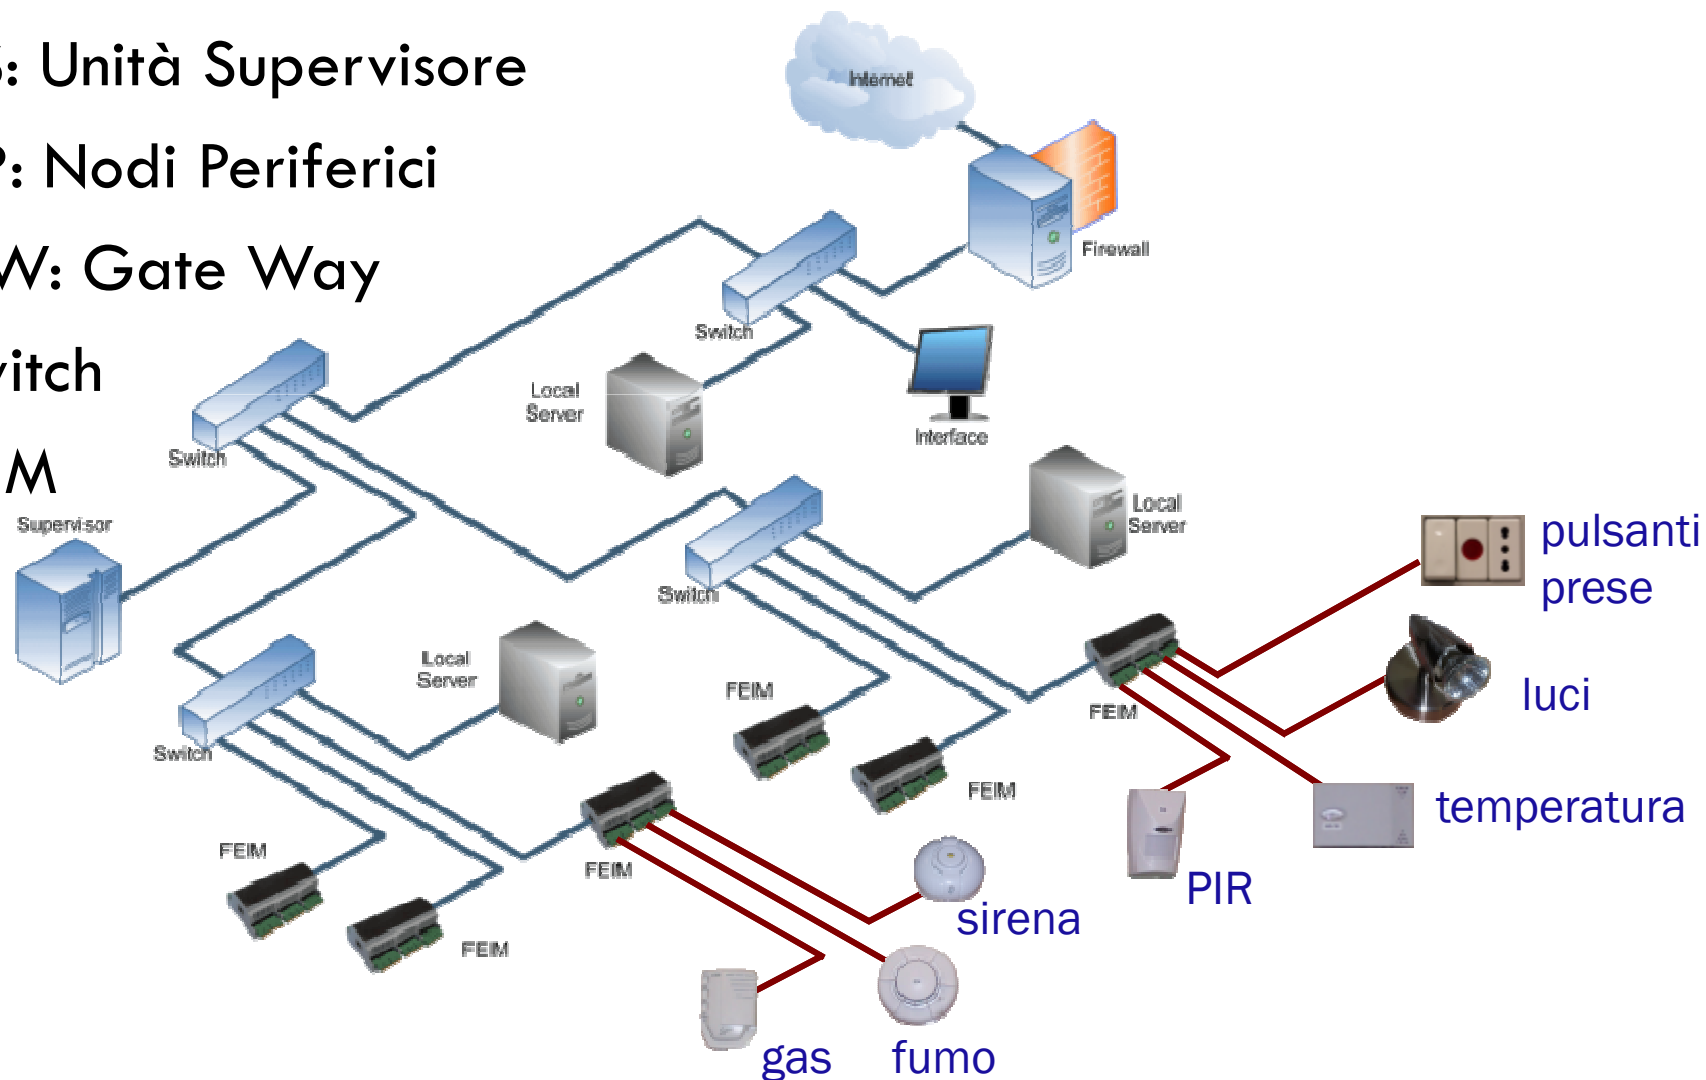 S: Unità Supervisore
P: Nodi Periferici
W: Gate Way
vitch
M
Internet
Firewall
Switch
Local
Server
Interface
Switch
Supervisor
Local
Server
Switch
pulsanti
prese
Local
Server
FEIM
FEIM
luci
Switch
FEIM
temperatura
FEIM
FEIM
PIR
sirena
FEIM
gas
fumo